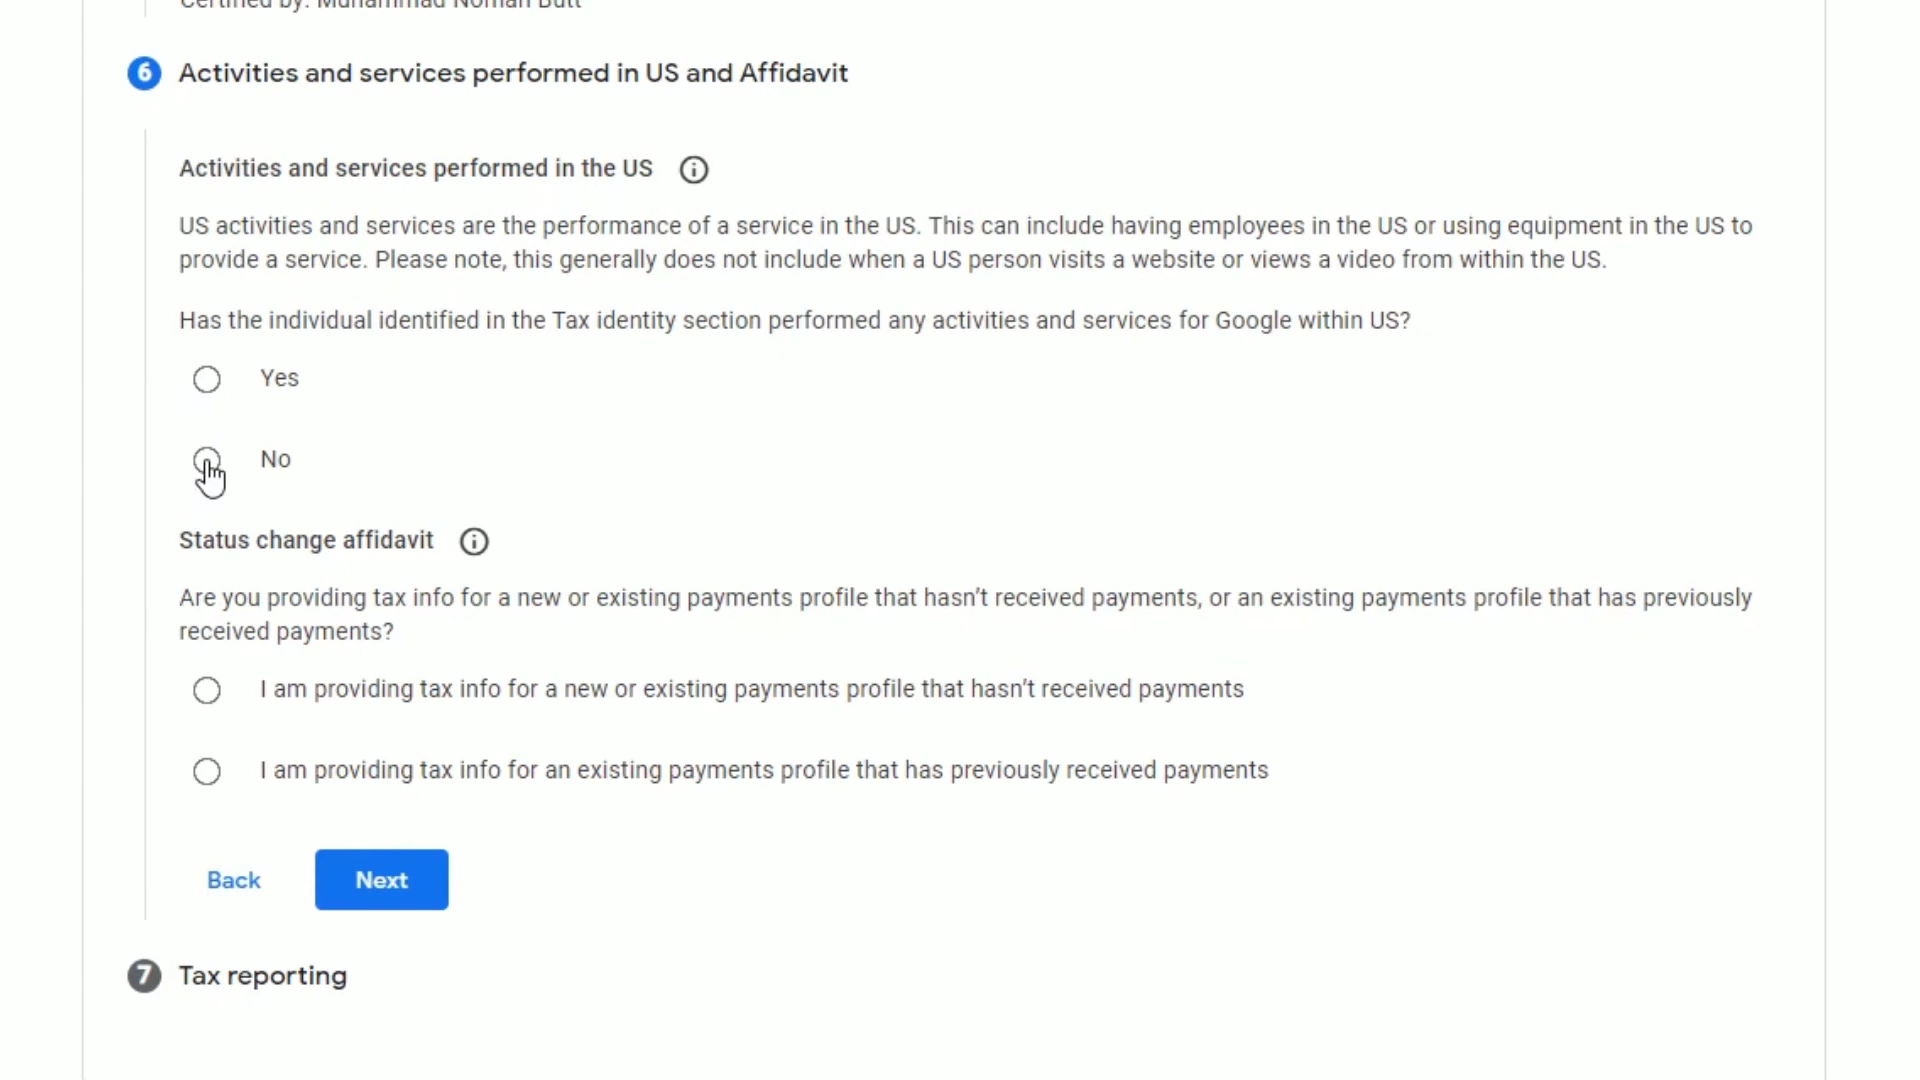 Certified by: Muhammad Noman Butt
6 Activities and services performed in US and Affidavit
Activities and services performed in the US
US activities and services are the performance of a service in the US. This can include having employees in the US or using equipment in the US to
provide a service. Please note, this generally does not include when a US person visits a website or views a video from within the US.
Has the individual identified in the Tax identity section performed any activities and services for Google within US?
Yes
No
Status change affidavit
Are you providing tax info for a new or existing payments profile that hasn't received payments, or an existing payments profile that has previously
received payments?
I am providing tax info for a new or existing payments profile that hasn't received payments
I am providing tax info for an existing payments profile that has previously received payments
Back Next
7 Tax reporting